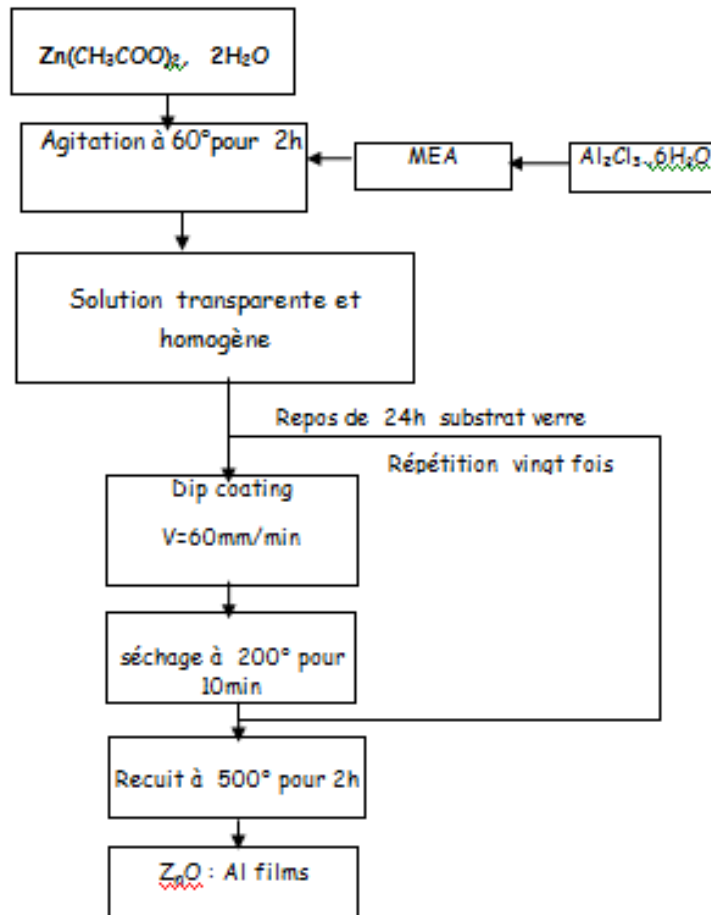 Zn(CH₃COO)₂, 2H₂O
Agitation à 60°pour 2h
MEA
Al₂Cl₃.,6H₂O
Solution transparente et
homogène
Repos de 24h substrat verre
Répétition vingt fois
Dip coating
V=60mm/min
séchage à 200° pour
10min
Recuit à 500° pour 2h
ZnO : Al films